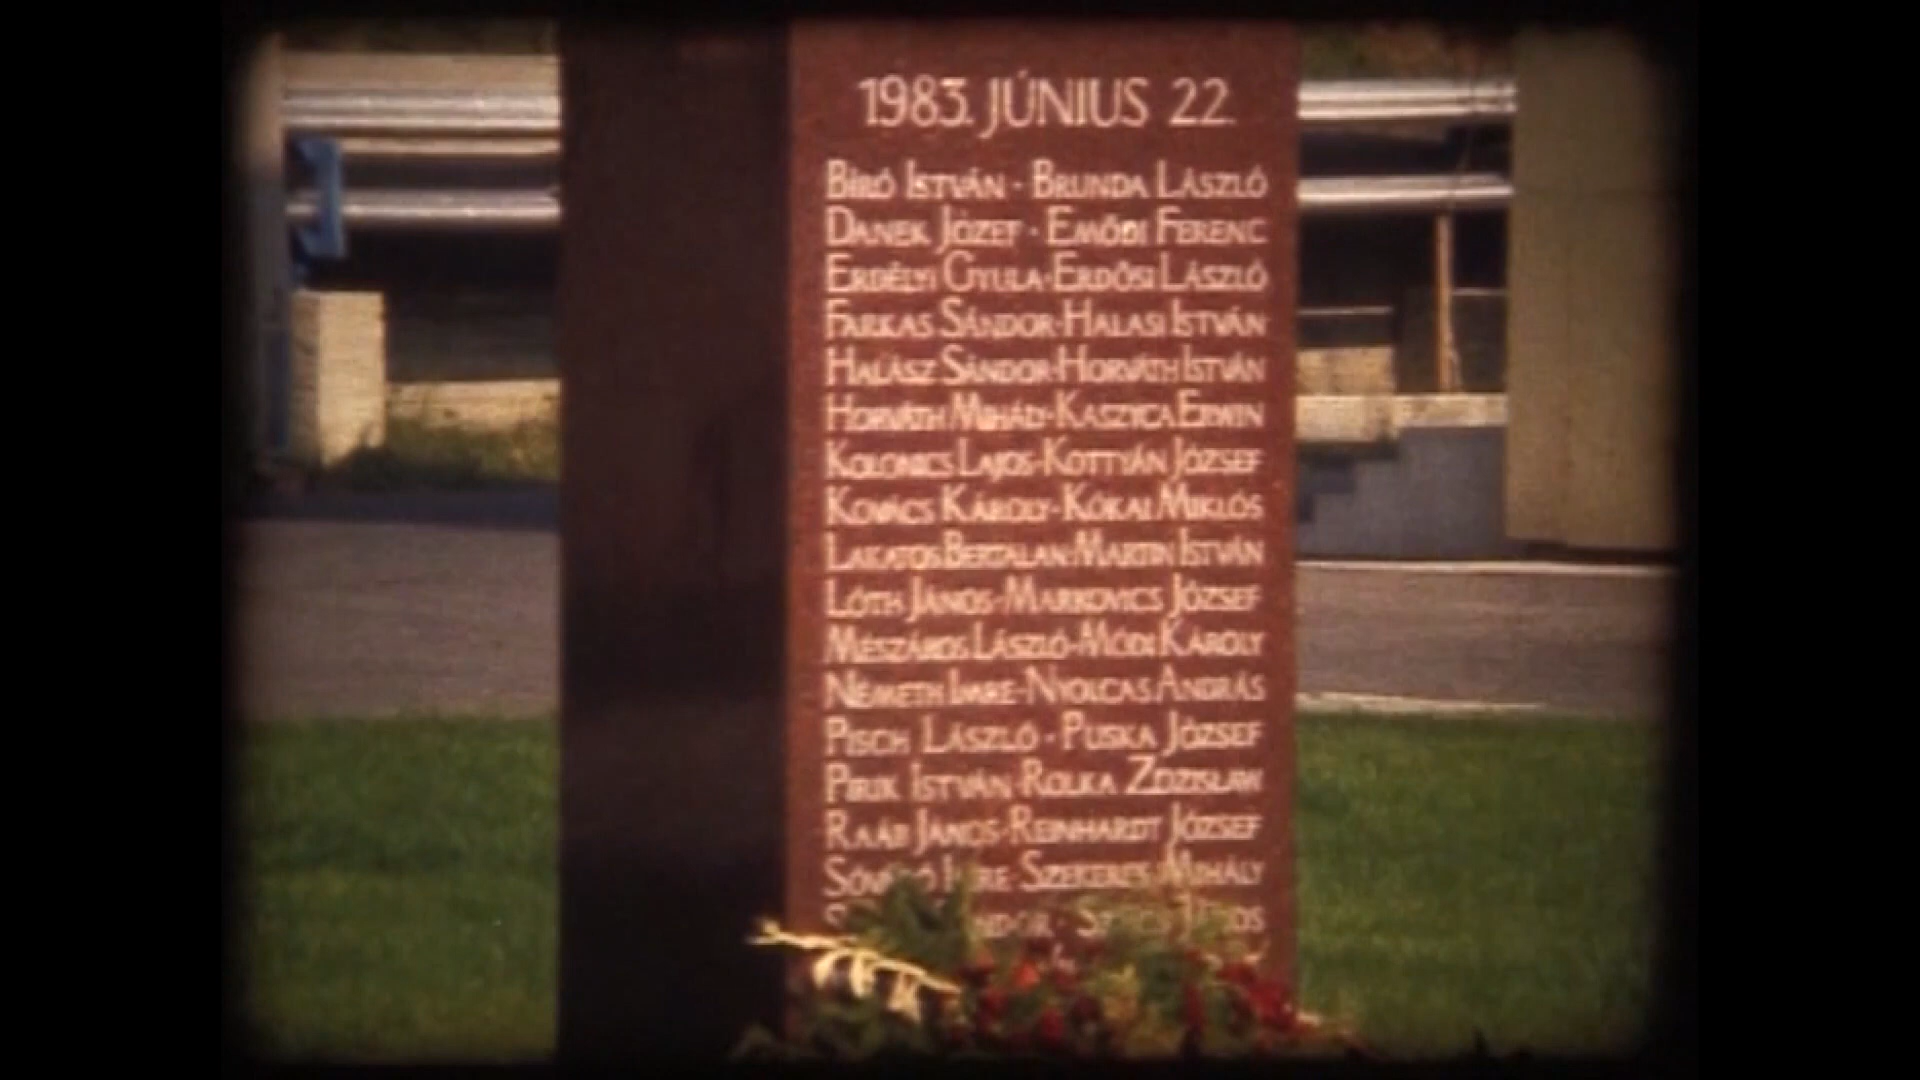 1983. JÚNIUS 22.
BIRÓ ISTVÁN · BRUNDA LÁSZLÓ
DANEK JÓZEF · EMŐDI FERENC
ERDÉLYI GYULA · ERDŐSI LÁSZLÓ
FARKAS SÁNDOR · HALASI ISTVÁN
HALÁSZ SÁNDOR · HORVÁTH ISTVÁN
HORVÁTH MIHÁLY · KASZYCA ERWIN
KOLONICS LAJOS · KOTTYÁN JÓZSEF
KOVÁCS KÁROLY · KÓKAI MIKLÓS
LAKATOS BERTALAN · MARTIN ISTVÁN
LÓTH JÁNOS · MARKOVICS JÓZSEF
MÉSZÁROS LÁSZLÓ · MÓDI KÁROLY
NÉMETH IMRE · NYOLCAS ANDRÁS
PISCH LÁSZLÓ · PUSKA JÓZSEF
PIRIK ISTVÁN · ROLKA ZDZISŁAW
RAÁB JÁNOS · REINHARDT JÓZSEF
IMRE · SZEKERES MIHÁLY